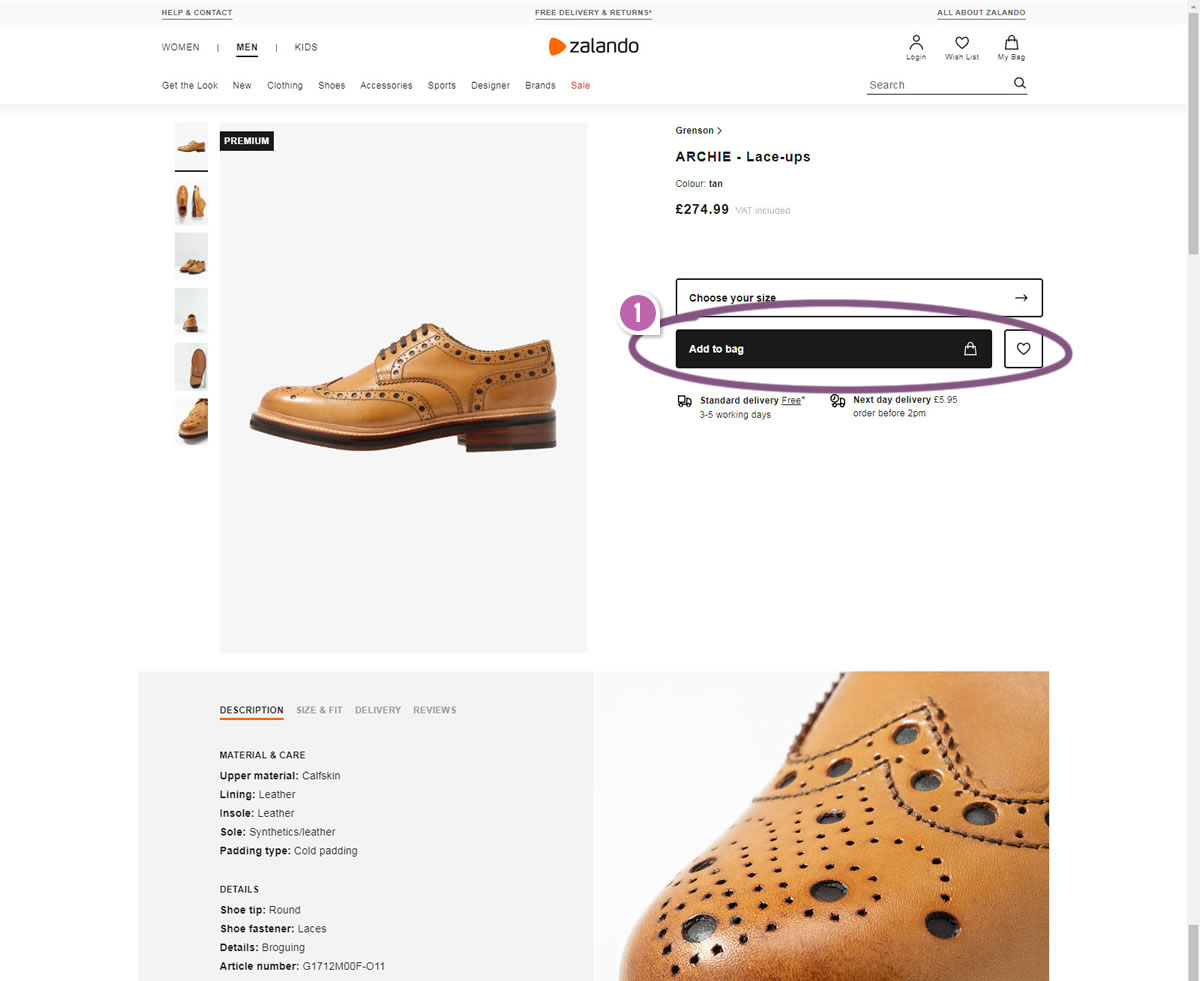 HELP & CONTACT
FREE DELIVERY & RETURNS*
ALL ABOUT ZALANDO
WOMEN | MEN | KIDS
zalando
Login
Wish List
My Bag
Get the Look New Clothing Shoes Accessories Sports Designer Brands Sale
Search
PREMIUM
Grenson
ARCHIE - Lace-ups
Colour: tan
£274.99 VAT included
Choose your size
1
Add to bag
Standard delivery Free*
3-5 working days
Next day delivery £5.95
order before 2pm
DESCRIPTION SIZE & FIT DELIVERY REVIEWS
MATERIAL & CARE
Upper material: Calfskin
Lining: Leather
Insole: Leather
Sole: Synthetics/leather
Padding type: Cold padding
DETAILS
Shoe tip: Round
Shoe fastener: Laces
Details: Broguing
Article number: G1712M00F-O11